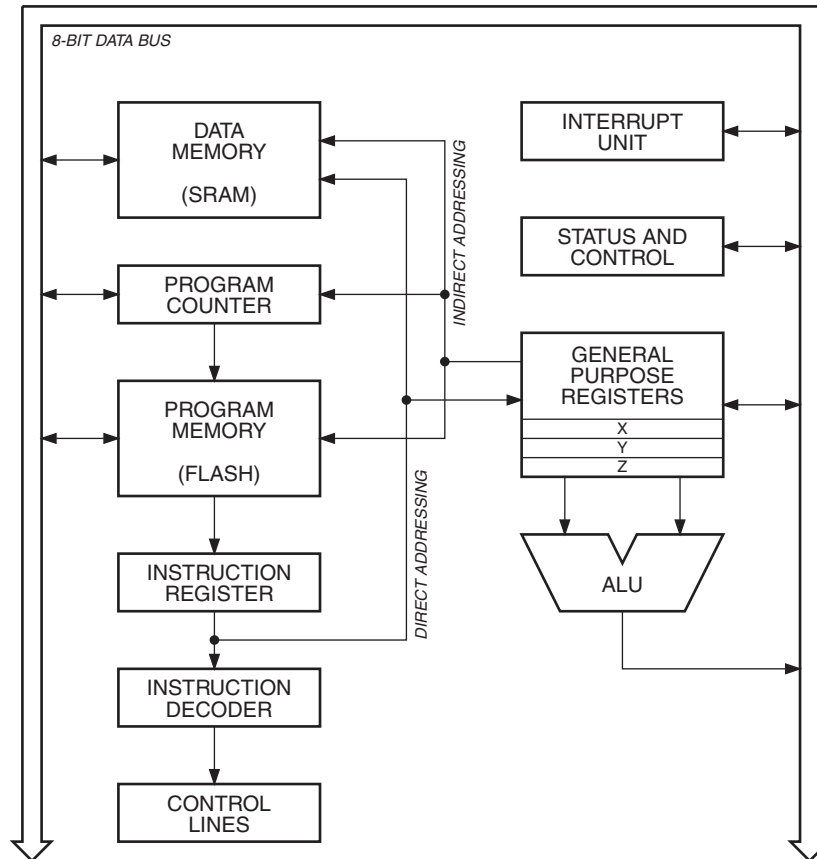 8-BIT DATA BUS
DATA
MEMORY
(SRAM)
INTERRUPT
UNIT
INDIRECT ADDRESSING
STATUS AND
CONTROL
PROGRAM
COUNTER
GENERAL
PURPOSE
REGISTERS
X
Y
Z
PROGRAM
MEMORY
(FLASH)
DIRECT ADDRESSING
INSTRUCTION
REGISTER
ALU
INSTRUCTION
DECODER
CONTROL
LINES